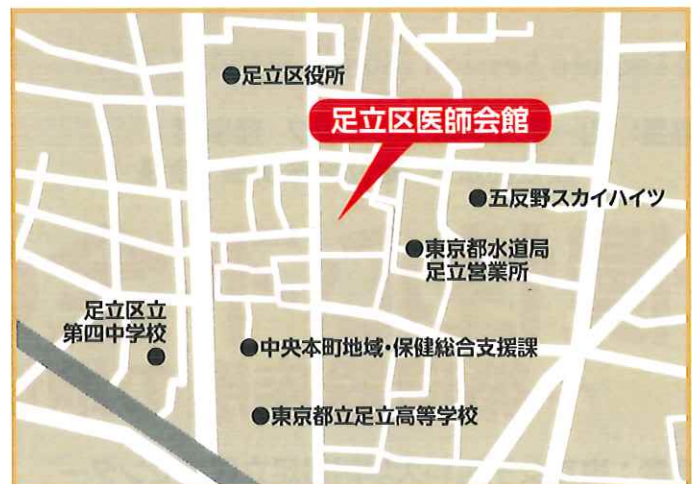 ●足立区役所
足立区医師会館
●五反野スカイハイツ
●東京都水道局
足立営業所
足立区立
第四中学校
●中央本町地域・保健総合支援課
●東京都立足立高等学校